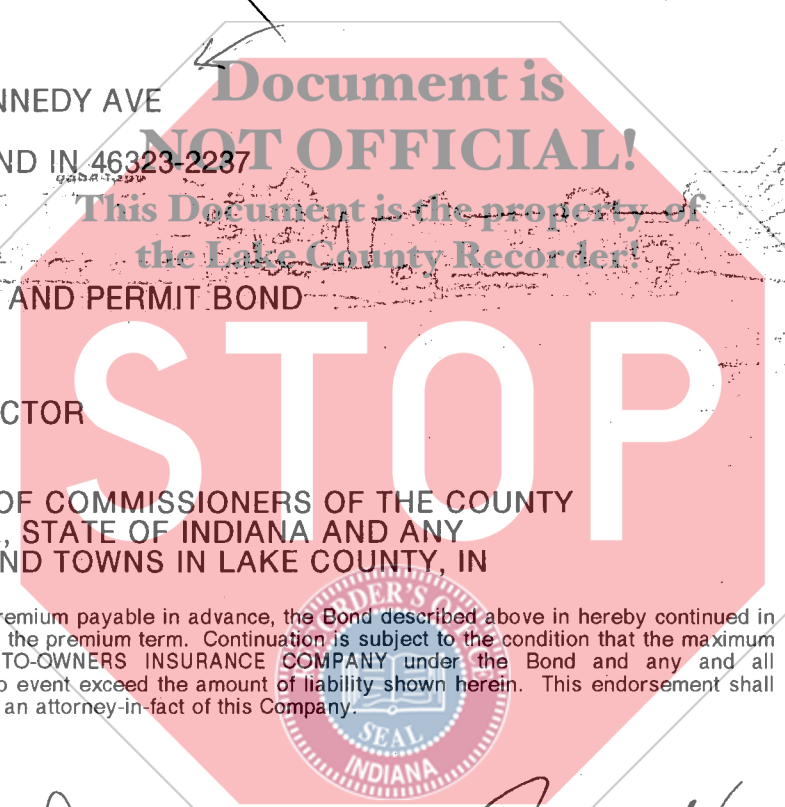 Document is
NNEDY AVE
NOT OFFICIAL!
ND IN 46323-2237
This Document is the property of
the Lake County Recorder!
AND PERMIT BOND
STOP
CTOR
OF COMMISSIONERS OF THE COUNTY
, STATE OF INDIANA AND ANY
ND TOWNS IN LAKE COUNTY, IN
remium payable in advance, the Bond described above in hereby continued in
the premium term. Continuation is subject to the condition that the maximum
TO-OWNERS INSURANCE COMPANY under the Bond and any and all
o event exceed the amount of liability shown herein. This endorsement shall
an attorney-in-fact of this Company.
RECORDER'S OFFICE
SEAL
INDIANA